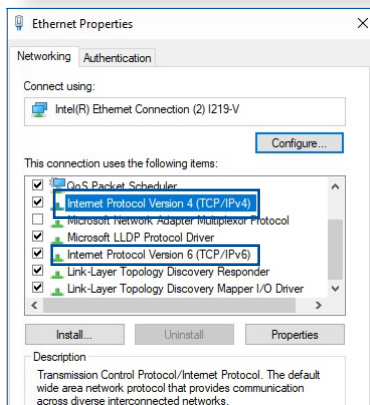 Ethernet Properties
Networking
Authentication
Connect using:
Intel(R) Ethernet Connection (2) I219-V
Configure...
This connection uses the following items:
QoS Packet Scheduler
Internet Protocol Version 4 (TCP/IPv4)
Microsoft Network Adapter Multiplexor Protocol
Microsoft LLDP Protocol Driver
Internet Protocol Version 6 (TCP/IPv6)
Link-Layer Topology Discovery Responder
Link-Layer Topology Discovery Mapper I/O Driver
Install...
Uninstall
Properties
Description
Transmission Control Protocol/Internet Protocol. The default
wide area network protocol that provides communication
across diverse interconnected networks.